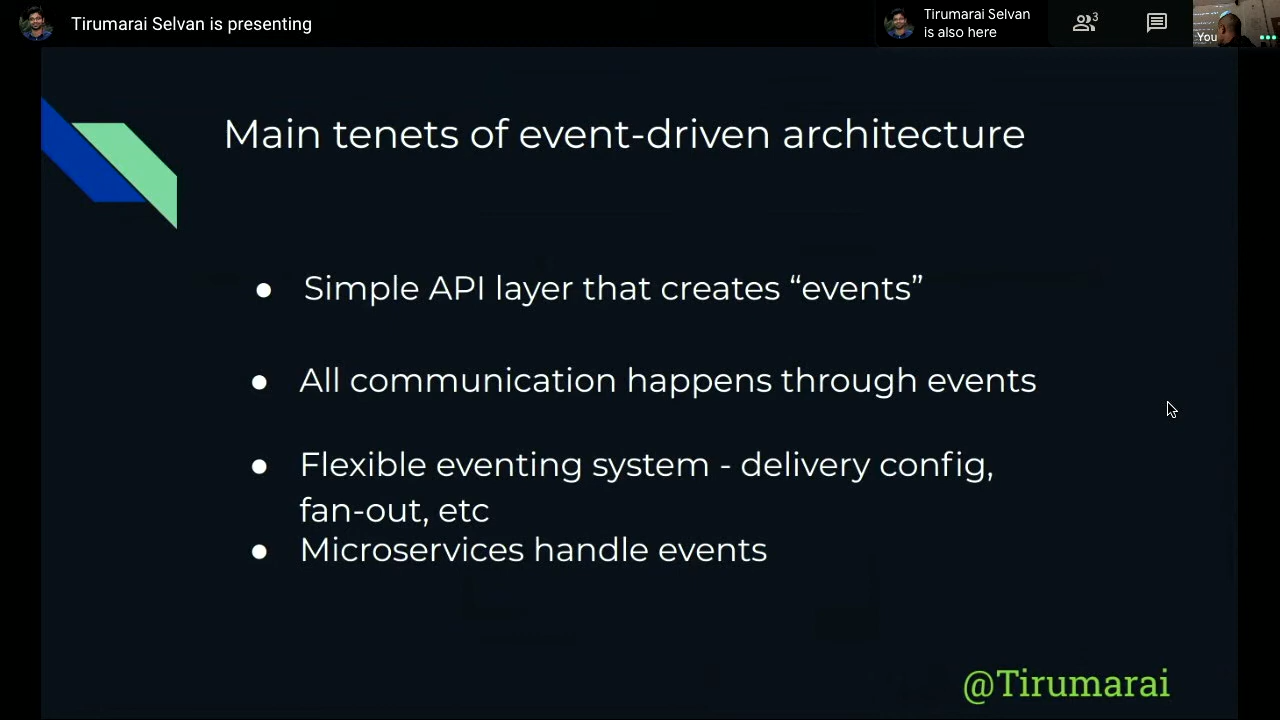 Tirumarai Selvan is presenting
Tirumarai Selvan
is also here
3
You
Main tenets of event-driven architecture
● Simple API layer that creates “events”
● All communication happens through events
● Flexible eventing system - delivery config,
fan-out, etc
● Microservices handle events
@Tirumarai